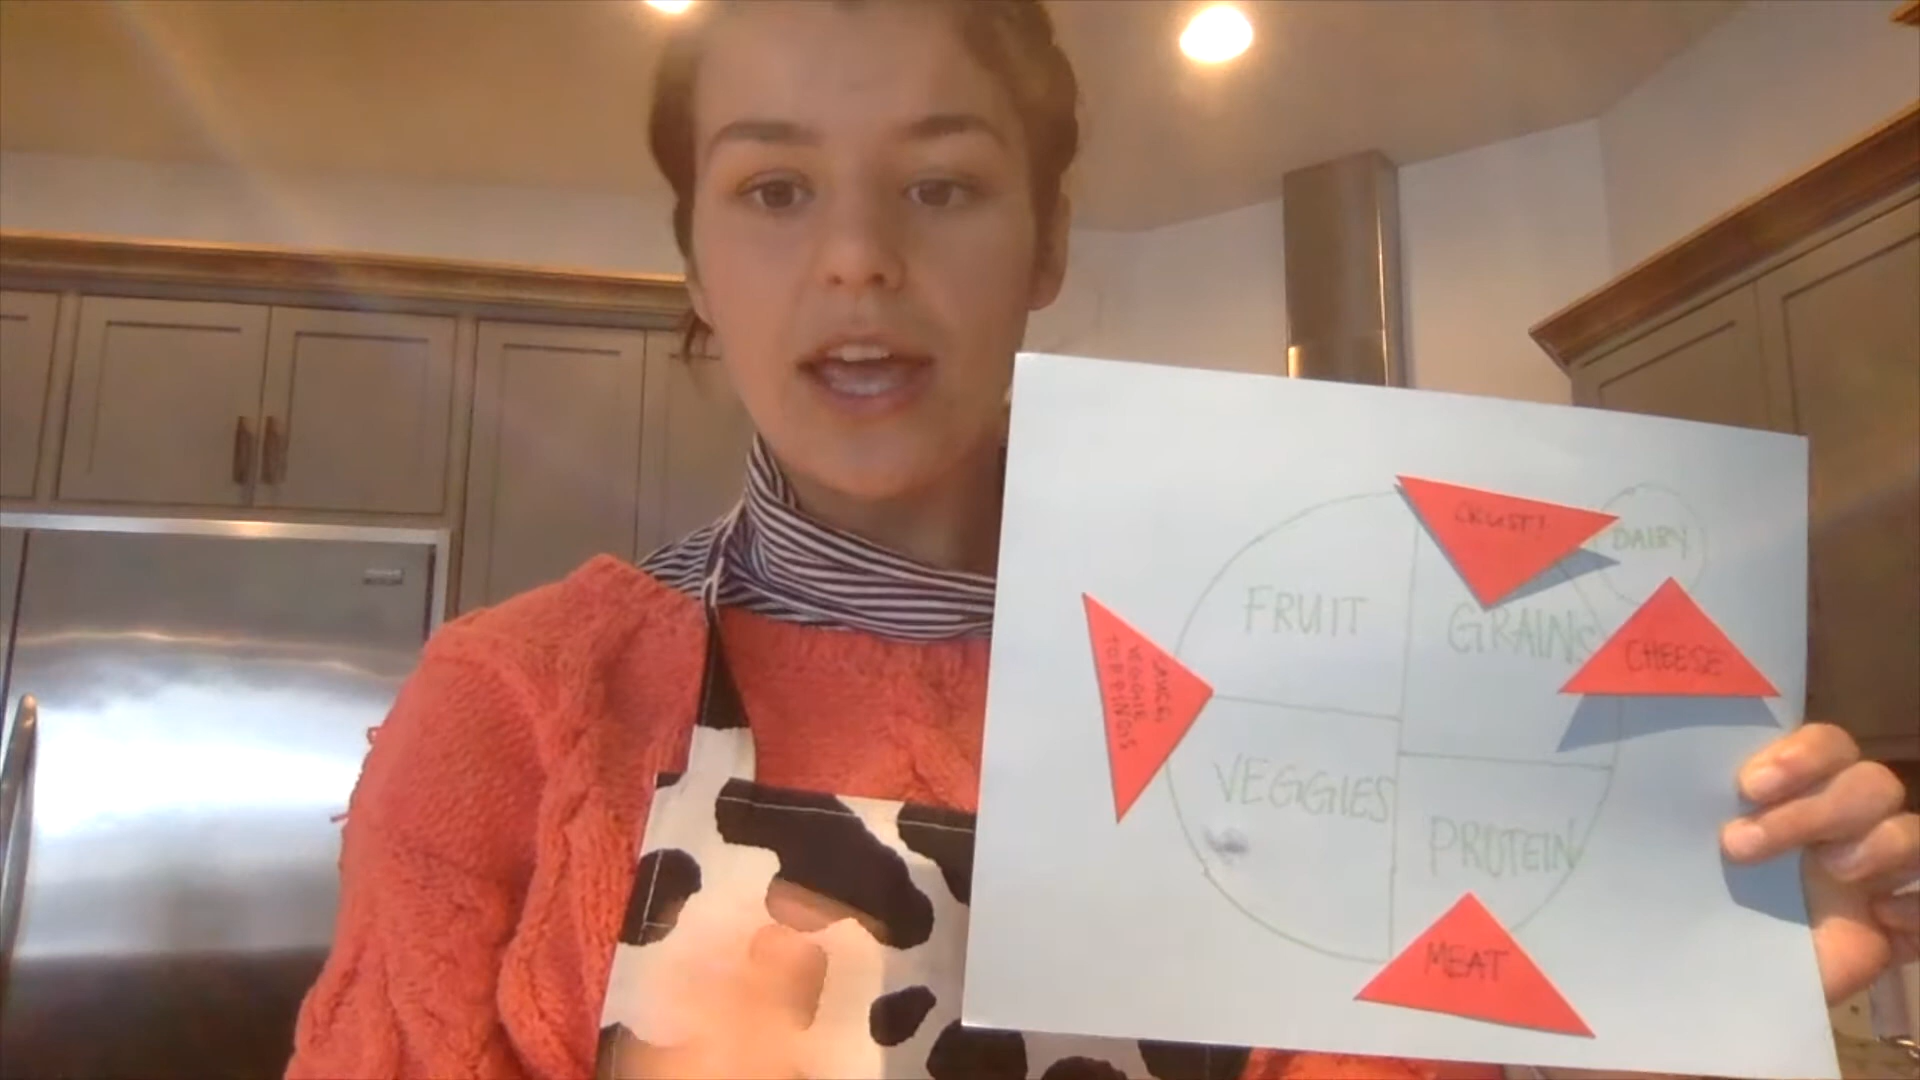 CRUST!
DAIRY
FRUIT
GRAINS
CHEESE
SAUCE,
VEGGIE
TOPPINGS
VEGGIES
PROTEIN
MEAT